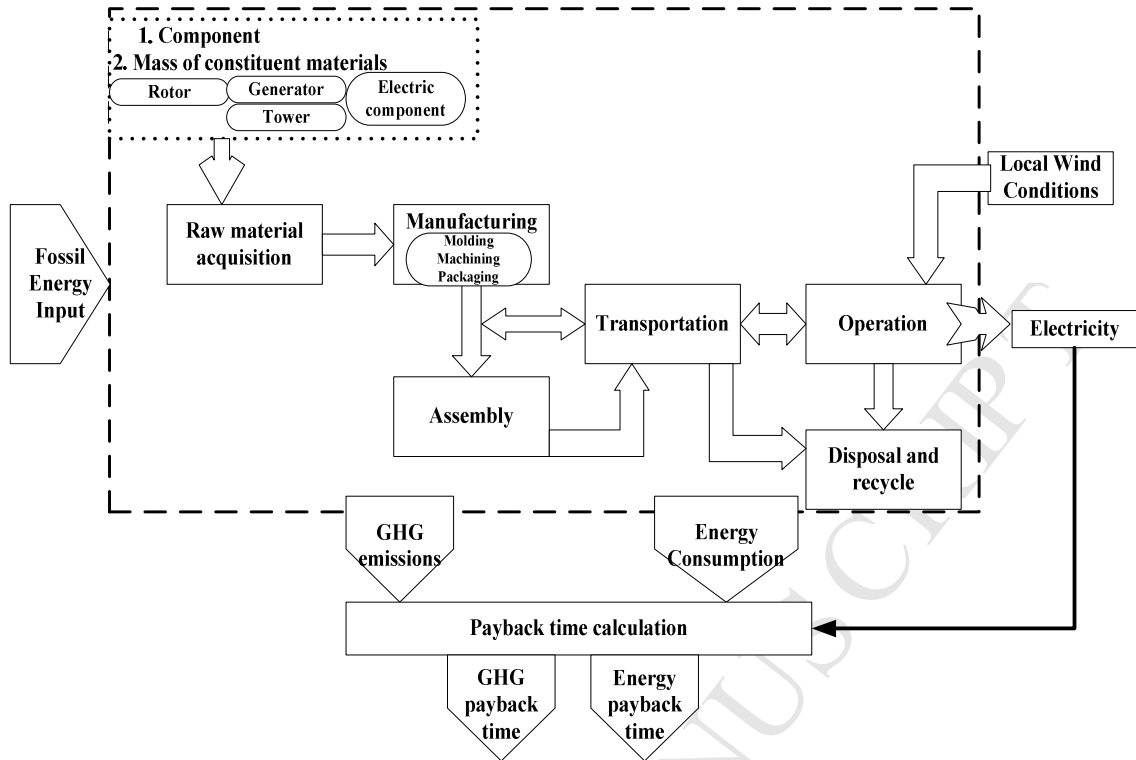 1. Component
2. Mass of constituent materials
Rotor
Generator
Tower
Electric
component
Local Wind
Conditions
Fossil
Energy
Input
Raw material
acquisition
Manufacturing
Molding
Machining
Packaging
Transportation
Operation
Electricity
Assembly
Disposal and
recycle
GHG
emissions
Energy
Consumption
Payback time calculation
GHG
payback
time
Energy
payback
time
NUSCRIPT